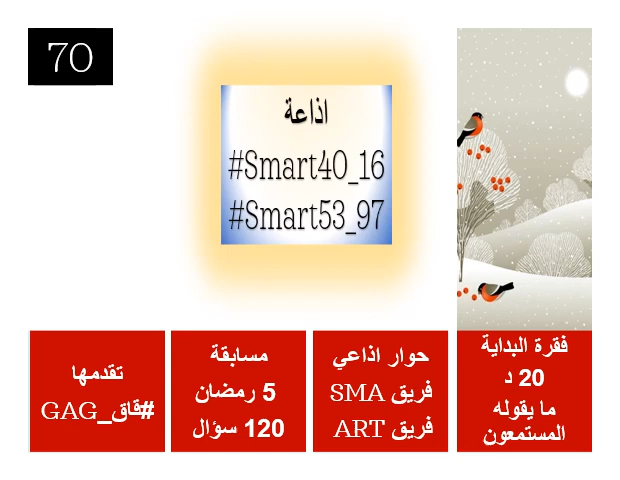 70
اذاعة
#Smart40_16
#Smart53_97
فقرة البداية
20 د
ما يقوله
المستمعون
حوار اذاعي
فريق SMA
فريق ART
مسابقة
5 رمضان
120 سؤال
تقدمها
#قاق_GAG